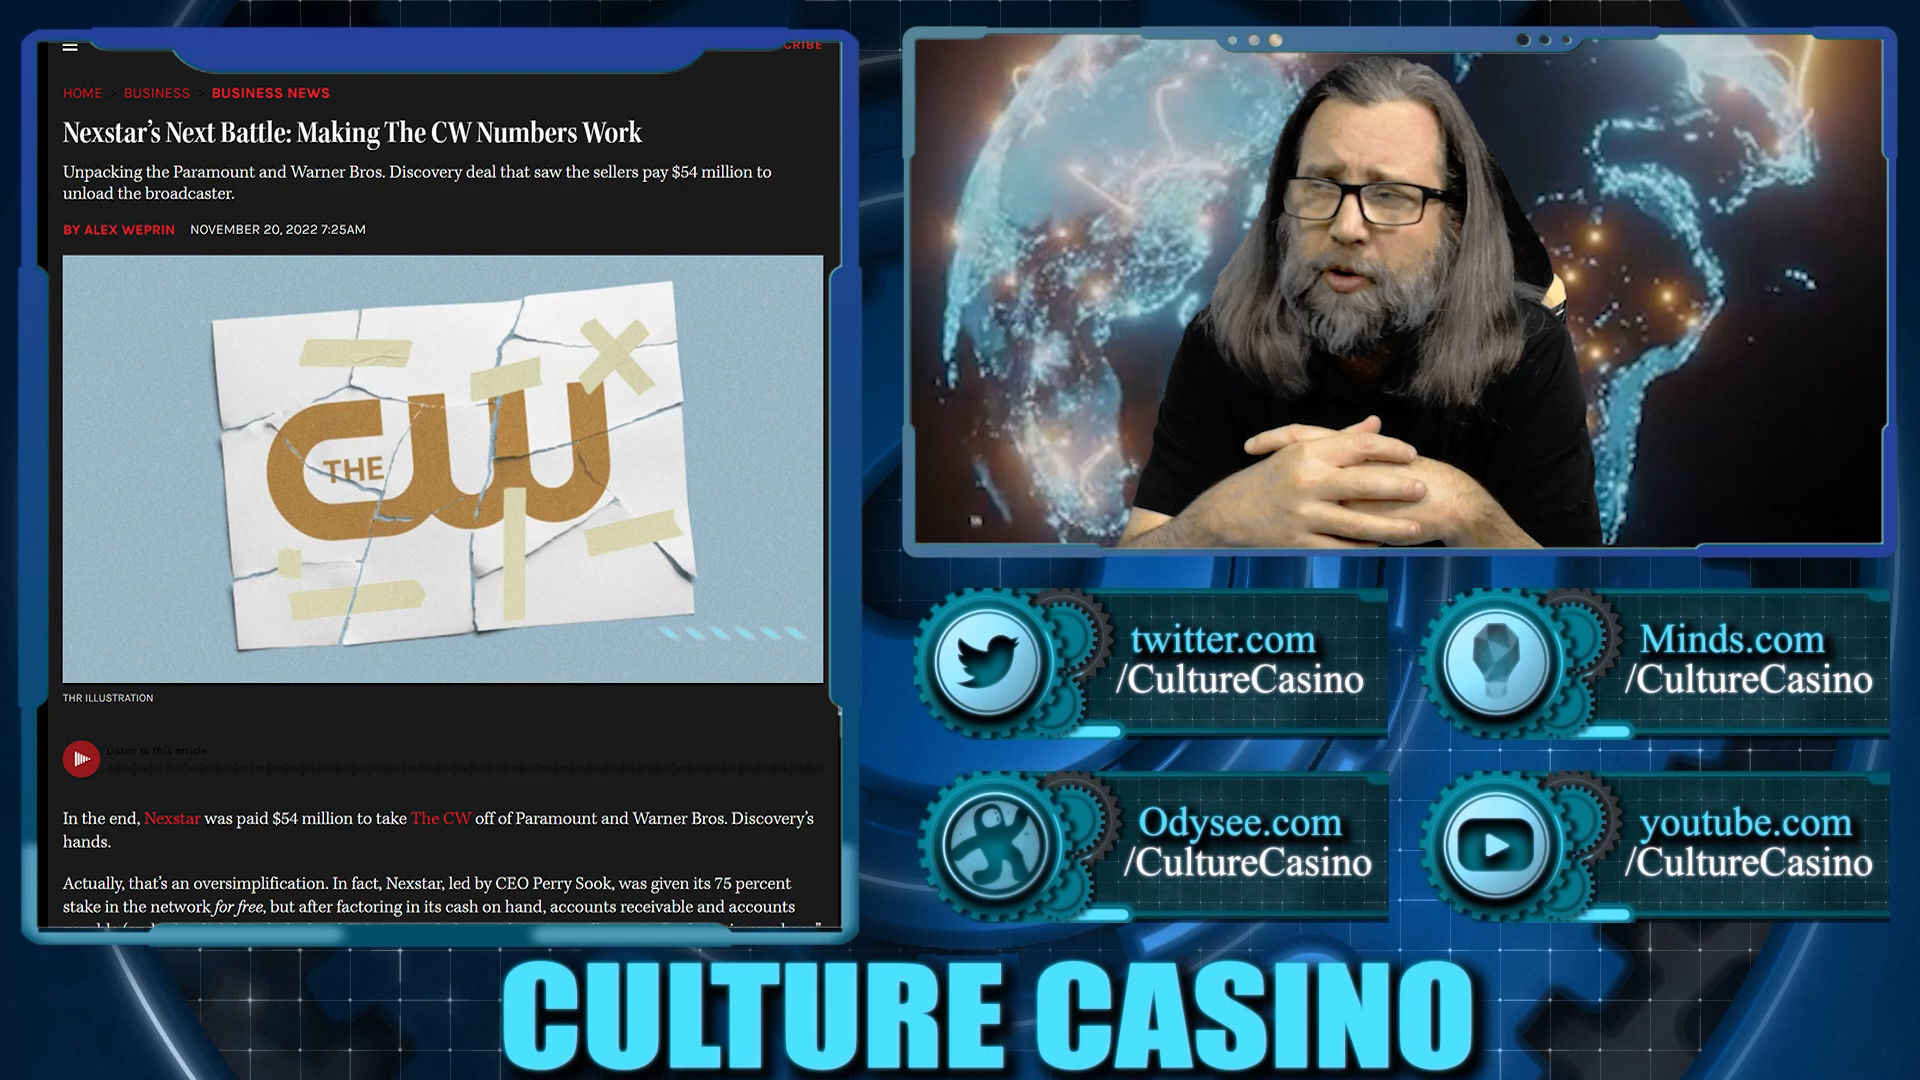 CRIBE
HOME > BUSINESS > BUSINESS NEWS
Nexstar’s Next Battle: Making The CW Numbers Work
Unpacking the Paramount and Warner Bros. Discovery deal that saw the sellers pay $54 million to
unload the broadcaster.
BY ALEX WEPRIN NOVEMBER 20, 2022 7:25AM
THE
CW
THR ILLUSTRATION
Listen to this article
In the end, Nexstar was paid $54 million to take The CW off of Paramount and Warner Bros. Discovery’s
hands.
Actually, that’s an oversimplification. In fact, Nexstar, led by CEO Perry Sook, was given its 75 percent
stake in the network for free, but after factoring in its cash on hand, accounts receivable and accounts
twitter.com
/CultureCasino
Minds.com
/CultureCasino
Odysee.com
/CultureCasino
youtube.com
/CultureCasino
CULTURE CASINO